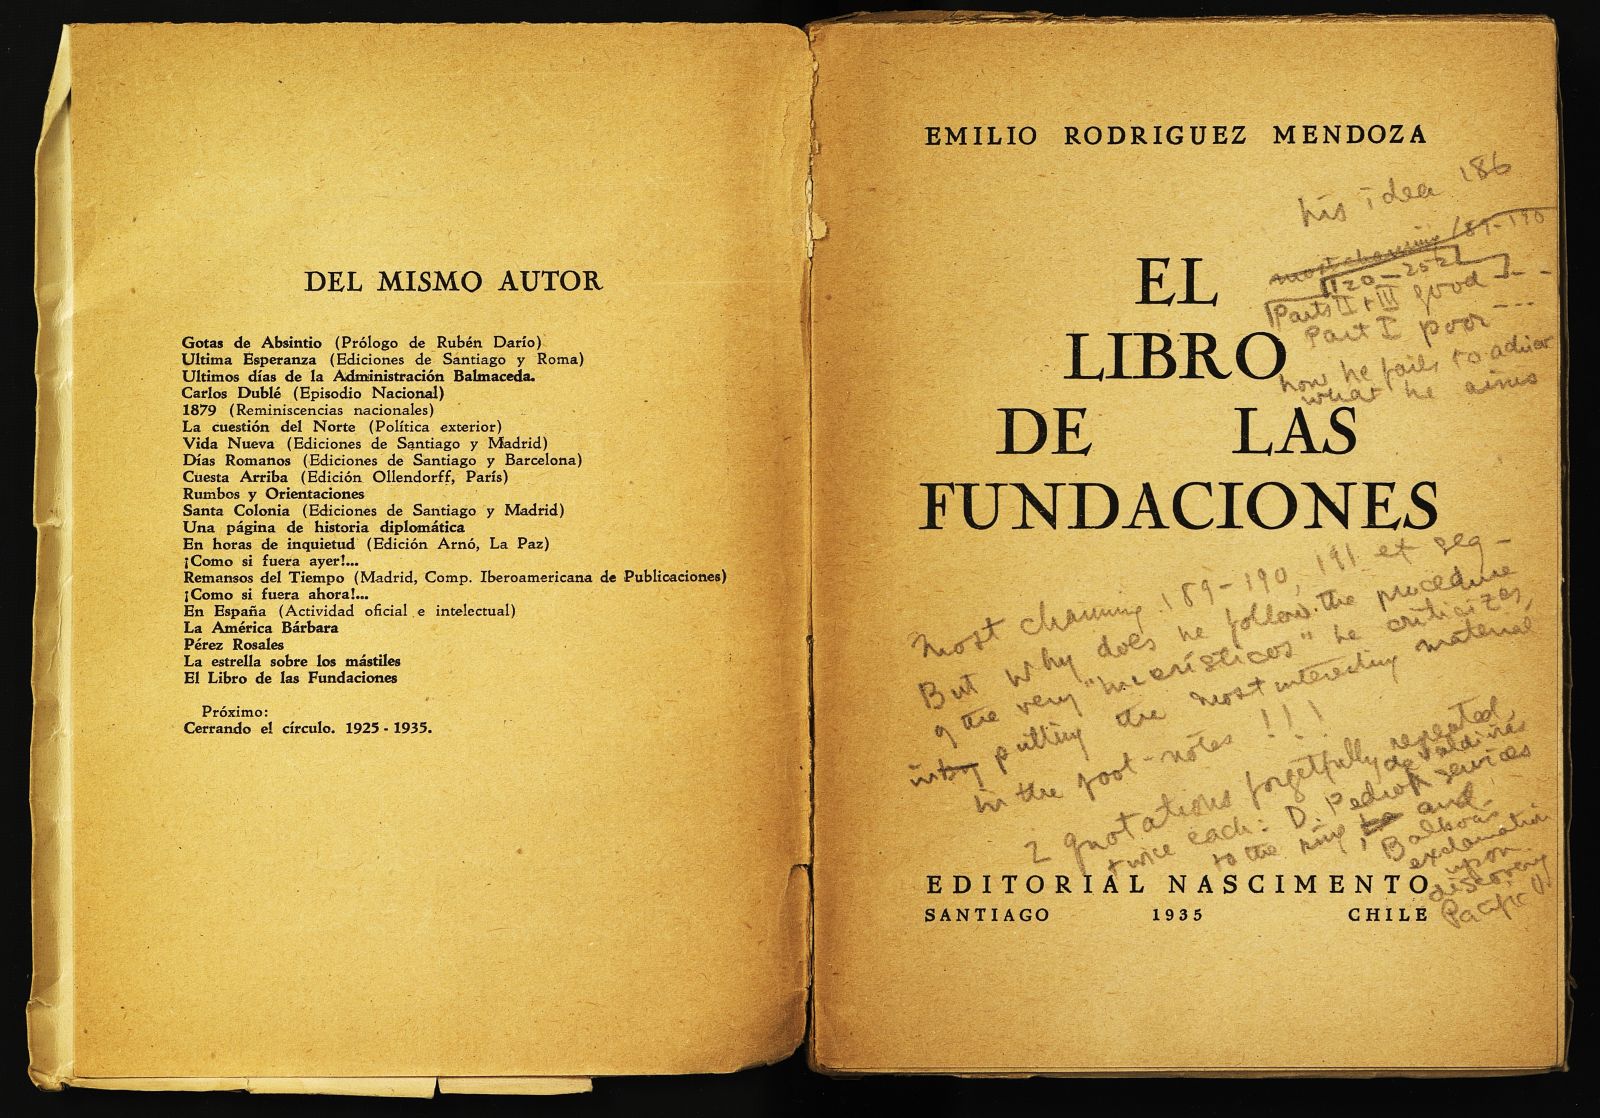 DEL MISMO AUTOR
Gotas de Absintio (Prólogo de Rubén Darío)
Ultima Esperanza (Ediciones de Santiago y Roma)
Ultimos días de la Administración Balmaceda.
Carlos Dublé (Episodio Nacional)
1879 (Reminiscencias nacionales)
La cuestión del Norte (Política exterior)
Vida Nueva (Ediciones de Santiago y Madrid)
Días Romanos (Ediciones de Santiago y Barcelona)
Cuesta Arriba (Edición Ollendorff, París)
Rumbos y Orientaciones
Santa Colonia (Ediciones de Santiago y Madrid)
Una página de historia diplomática
En horas de inquietud (Edición Arnó, La Paz)
¡Como si fuera ayer!...
Remansos del Tiempo (Madrid, Comp. Iberoamericana de Publicaciones)
¡Como si fuera ahora!...
En España (Actividad oficial e intelectual)
La América Bárbara
Pérez Rosales
La estrella sobre los mástiles
El Libro de las Fundaciones
Próximo:
Cerrando el círculo. 1925-1935.
EMILIO RODRIGUEZ MENDOZA
his idea 186
most charming 189-190
120-252
Parts II + III good
Part I poor
how he fails to
what he aims
EL
LIBRO
DE LAS
FUNDACIONES
Most charming 189-190, 191 et seq-
But why does he follow the procedure
of the very he criticizes,
putting the most interesting material
in the foot-notes !!!
2 quotations forgetfully repeated,
twice each: D. Pedro de Valdivia's services
to the king, and
Balboa's
exclamation
upon
discovery
Pacific
EDITORIAL NASCIMENTO
SANTIAGO 1935 CHILE